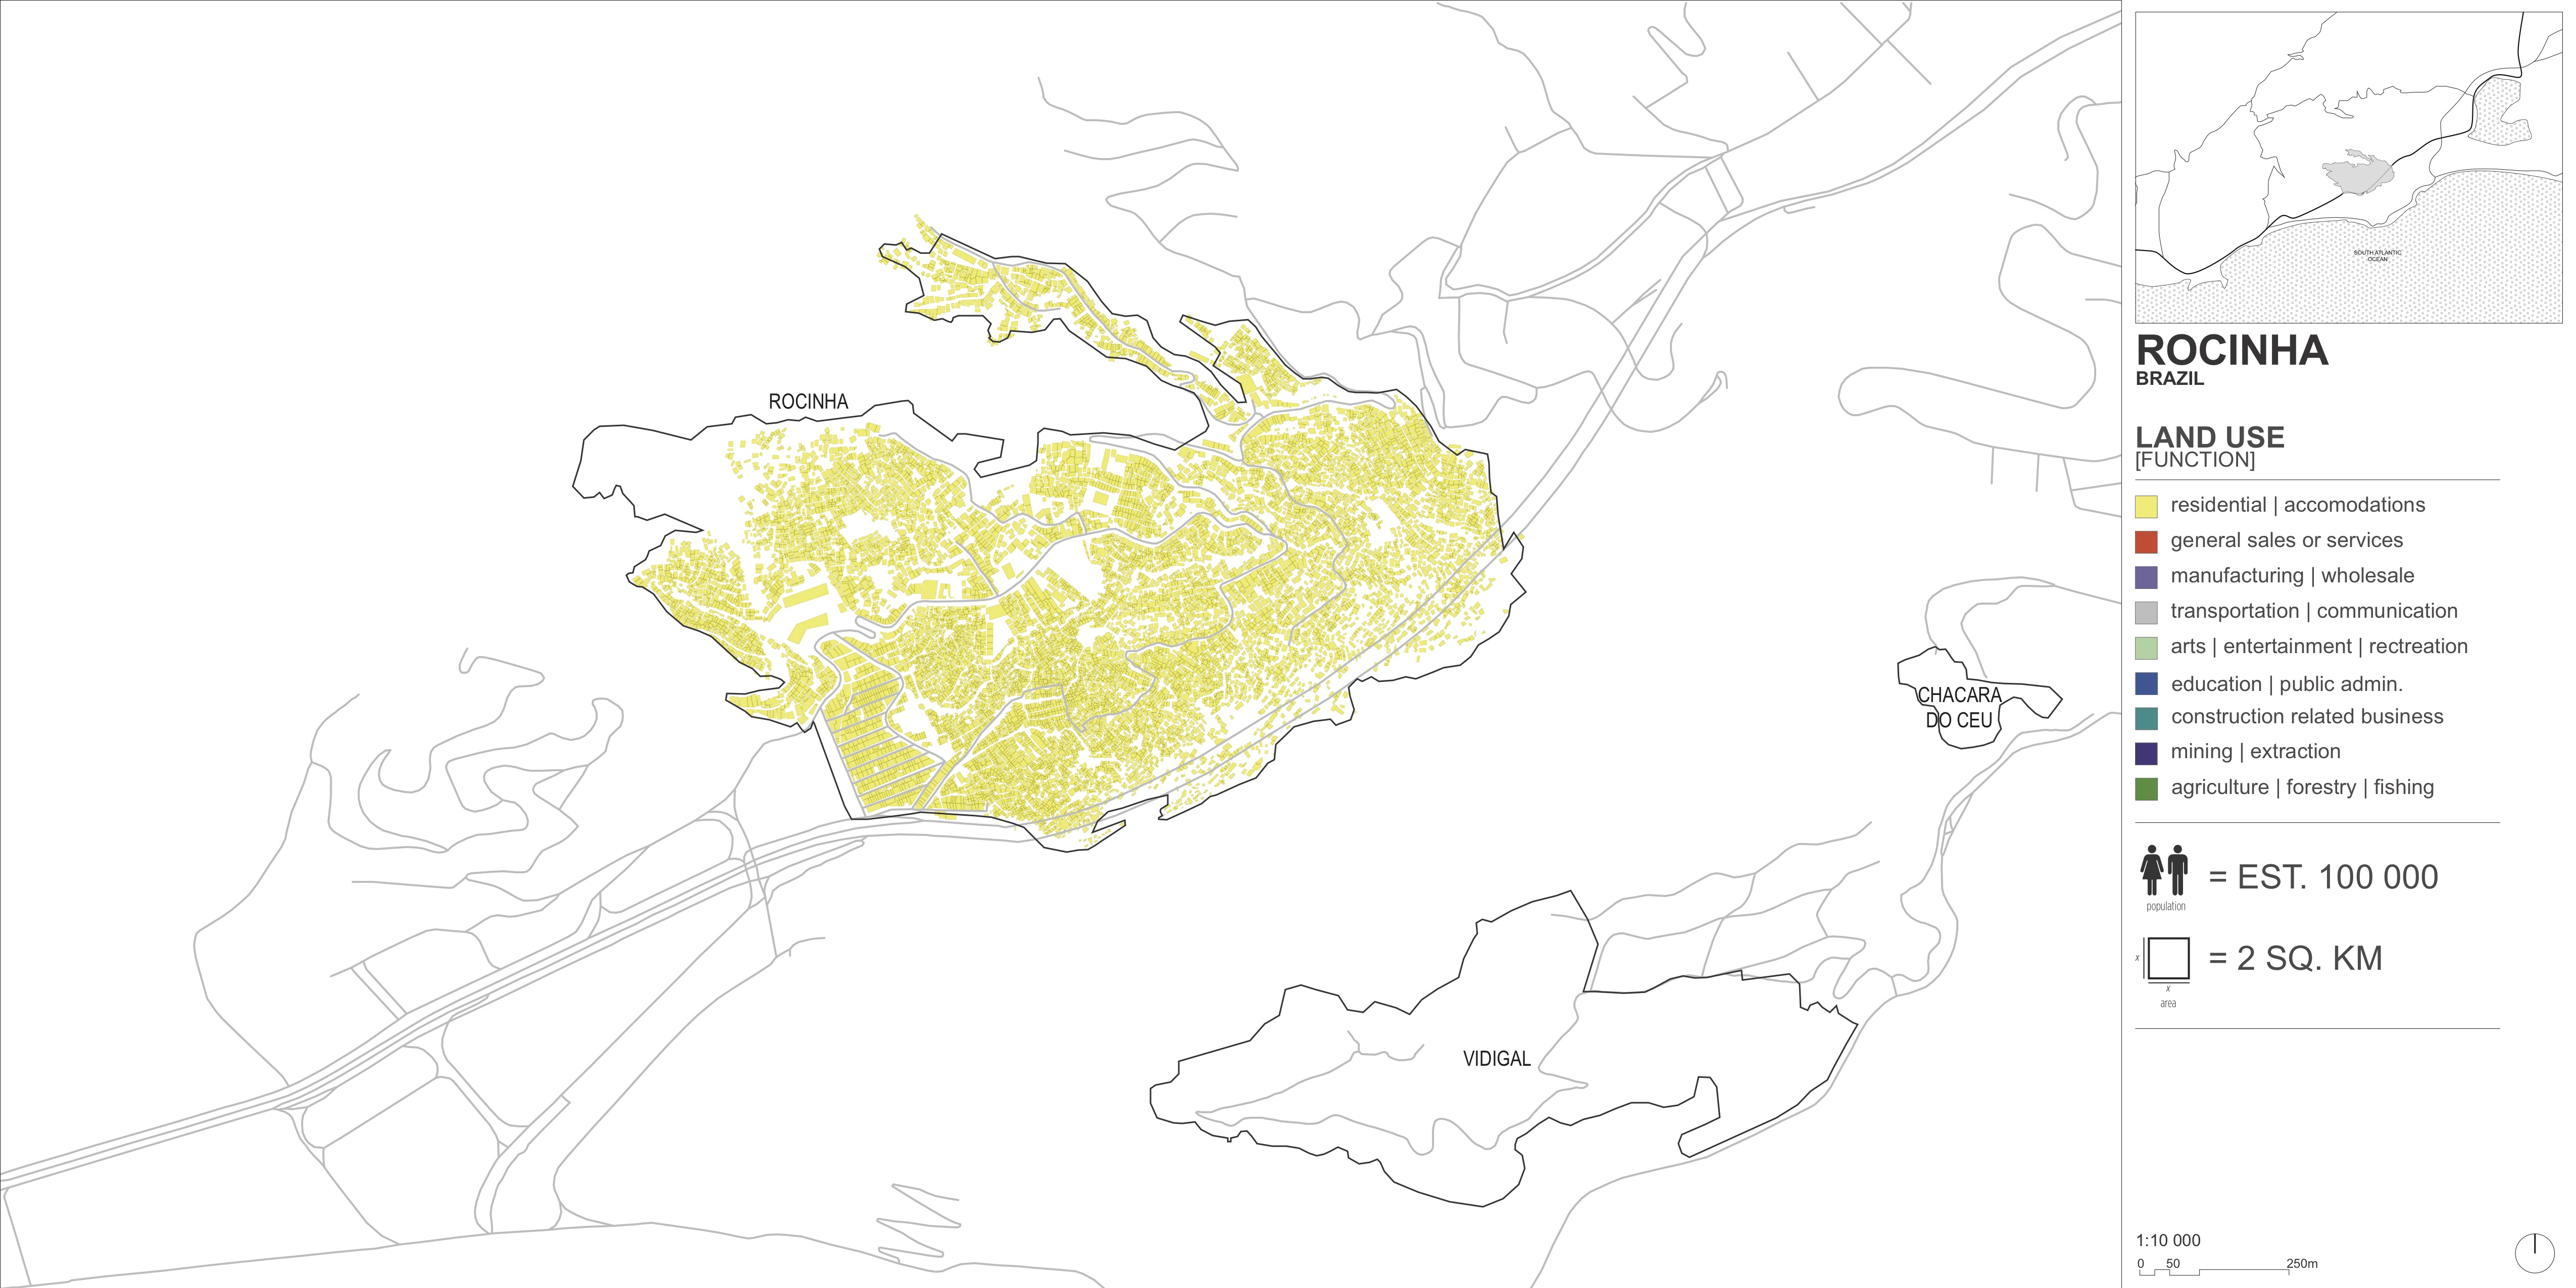 SOUTH ATLANTIC
OCEAN
ROCINHA
BRAZIL
LAND USE
[FUNCTION]
residential | accomodations
general sales or services
manufacturing | wholesale
transportation | communication
arts | entertainment | rectreation
education | public admin.
construction related business
mining | extraction
agriculture | forestry | fishing
= EST. 100 000
population
= 2 SQ. KM
x
x
area
1:10 000
0 50 250m
ROCINHA
CHACARA
DO CEU
VIDIGAL